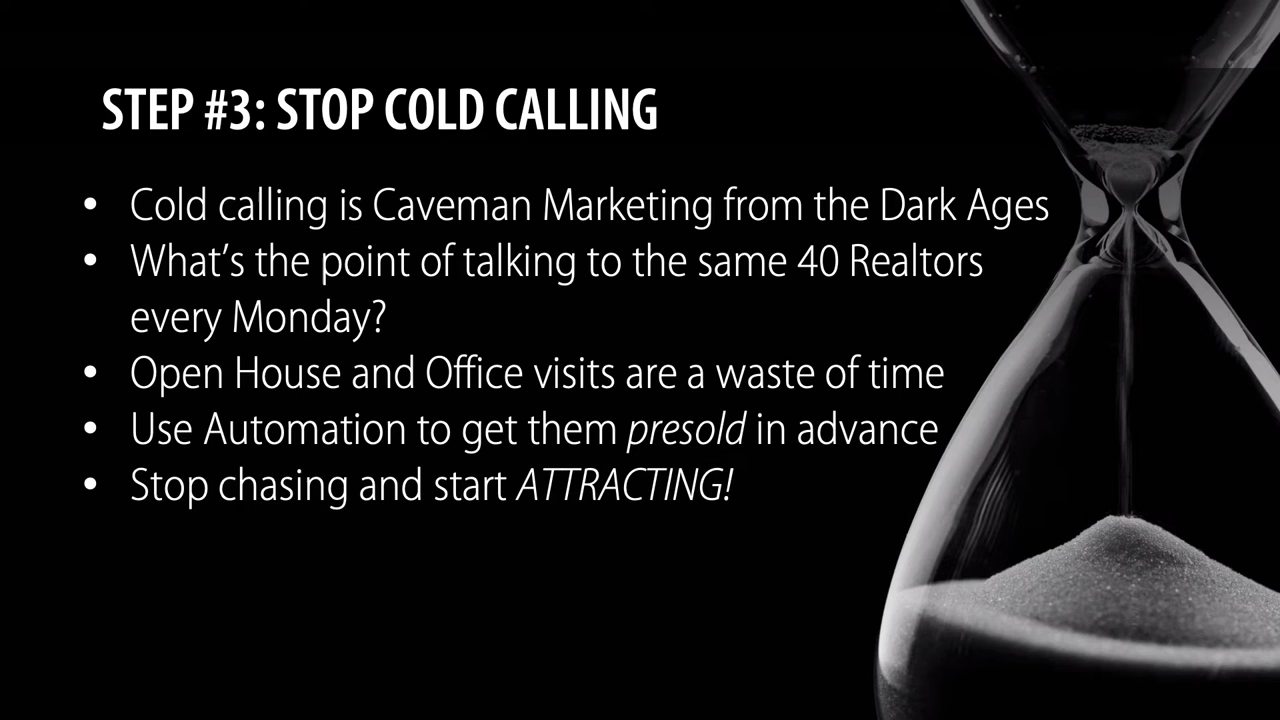 STEP #3: STOP COLD CALLING
• Cold calling is Caveman Marketing from the Dark Ages
• What’s the point of talking to the same 40 Realtors
every Monday?
• Open House and Office visits are a waste of time
• Use Automation to get them presold in advance
• Stop chasing and start ATTRACTING!